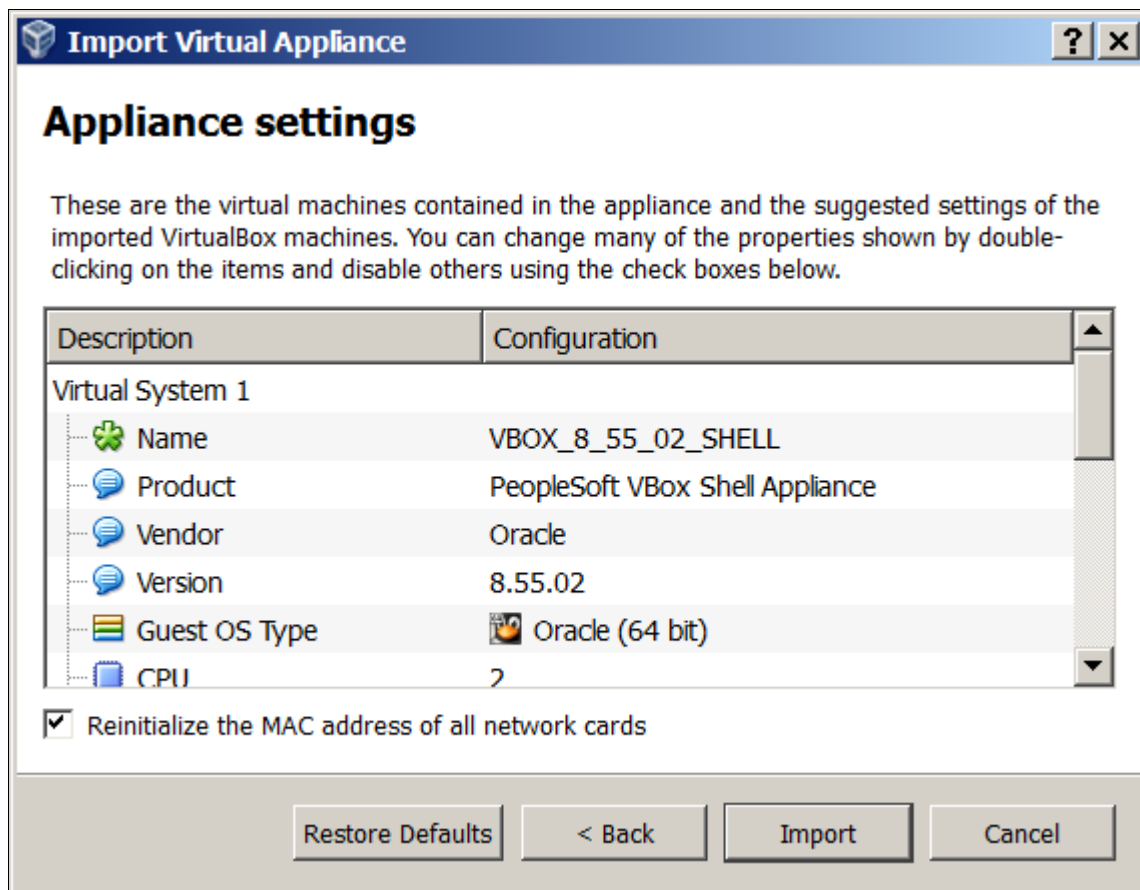 Import Virtual Appliance
?
Appliance settings
These are the virtual machines contained in the appliance and the suggested settings of the
imported VirtualBox machines. You can change many of the properties shown by double-
clicking on the items and disable others using the check boxes below.
Description Configuration
Virtual System 1
Name VBOX_8_55_02_SHELL
Product PeopleSoft VBox Shell Appliance
Vendor Oracle
Version 8.55.02
Guest OS Type Oracle (64 bit)
CPU 2
Reinitialize the MAC address of all network cards
Restore Defaults < Back Import Cancel